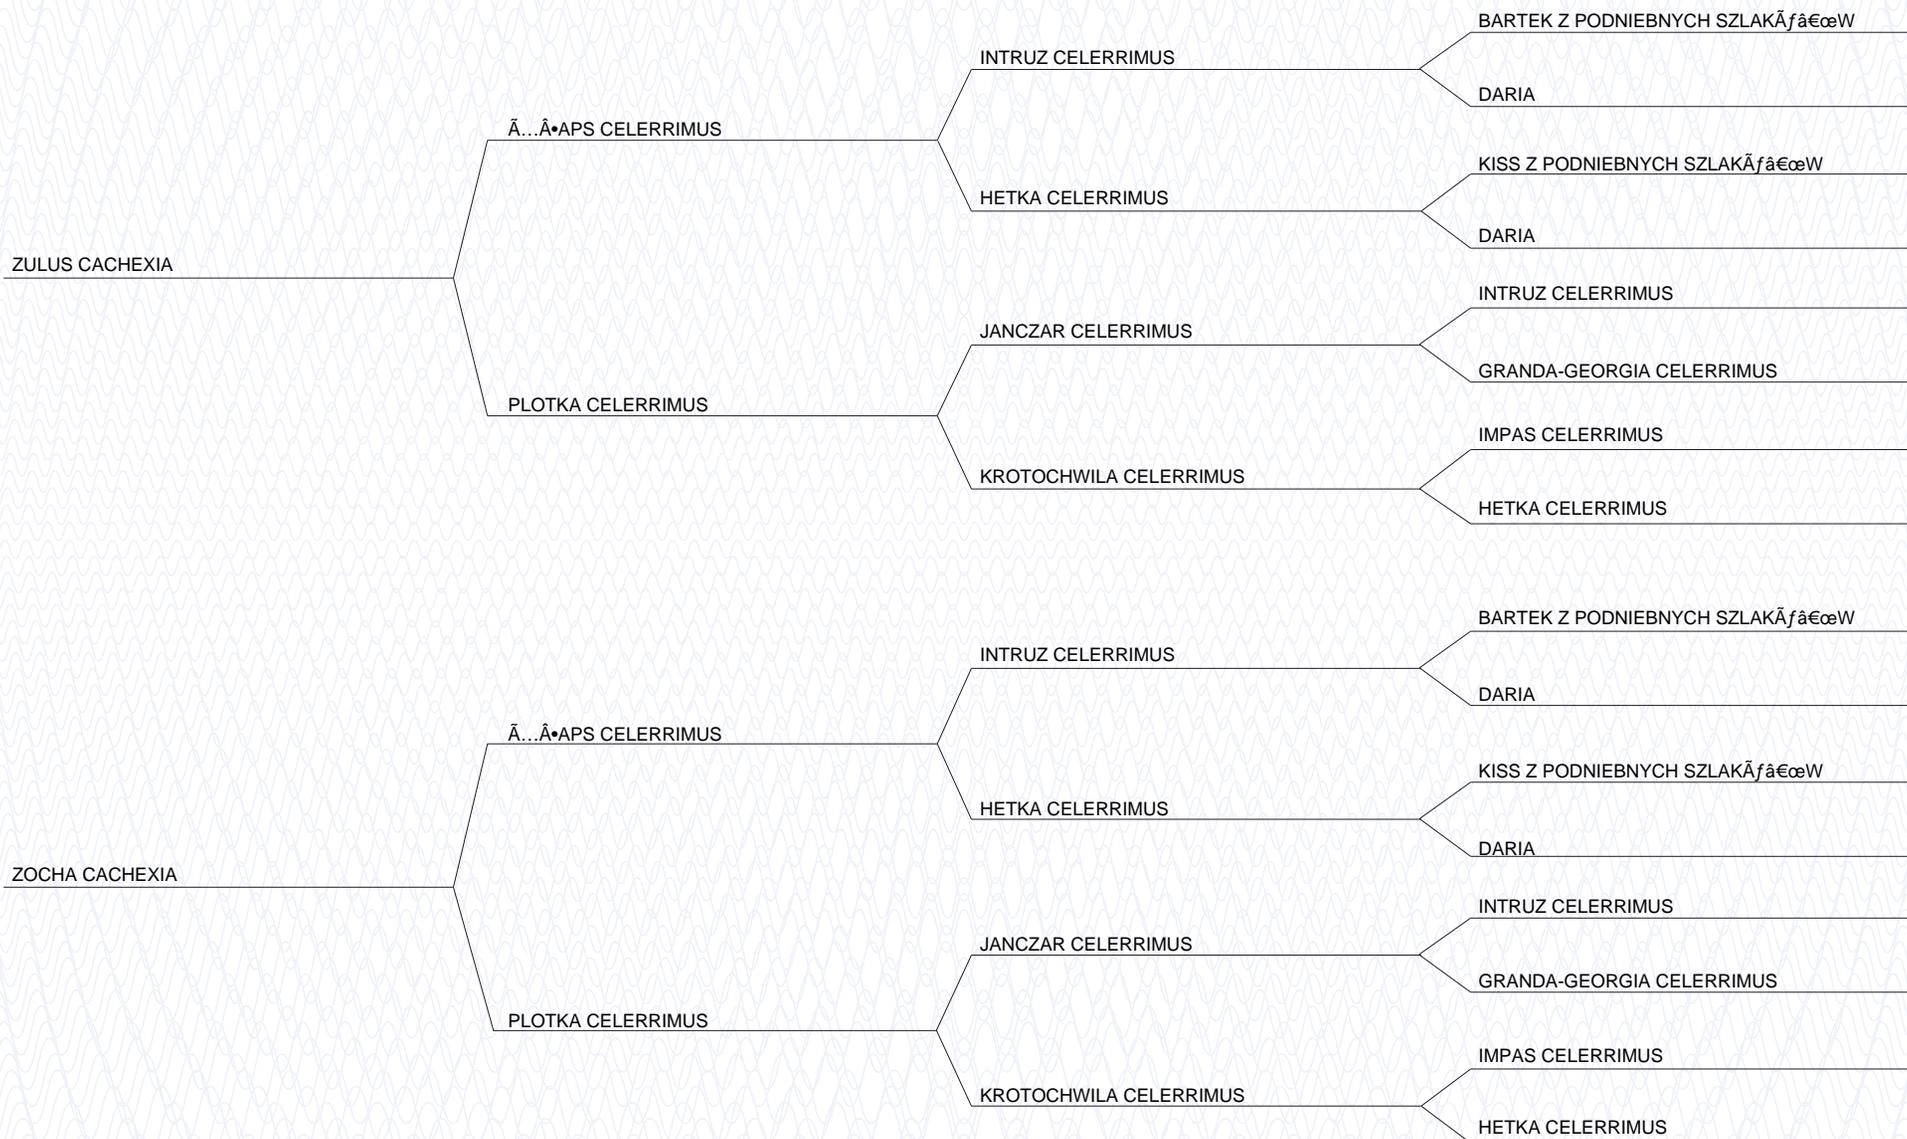 BARTEK Z PODNIEBNYCH SZLAKÃƒâ€œW
INTRUZ CELERRIMUS
DARIA
Ã…Â•APS CELERRIMUS
KISS Z PODNIEBNYCH SZLAKÃƒâ€œW
HETKA CELERRIMUS
DARIA
ZULUS CACHEXIA
INTRUZ CELERRIMUS
JANCZAR CELERRIMUS
GRANDA-GEORGIA CELERRIMUS
PLOTKA CELERRIMUS
IMPAS CELERRIMUS
KROTOCHWILA CELERRIMUS
HETKA CELERRIMUS
BARTEK Z PODNIEBNYCH SZLAKÃƒâ€œW
INTRUZ CELERRIMUS
DARIA
Ã…Â•APS CELERRIMUS
KISS Z PODNIEBNYCH SZLAKÃƒâ€œW
HETKA CELERRIMUS
DARIA
ZOCHA CACHEXIA
INTRUZ CELERRIMUS
JANCZAR CELERRIMUS
GRANDA-GEORGIA CELERRIMUS
PLOTKA CELERRIMUS
IMPAS CELERRIMUS
KROTOCHWILA CELERRIMUS
HETKA CELERRIMUS